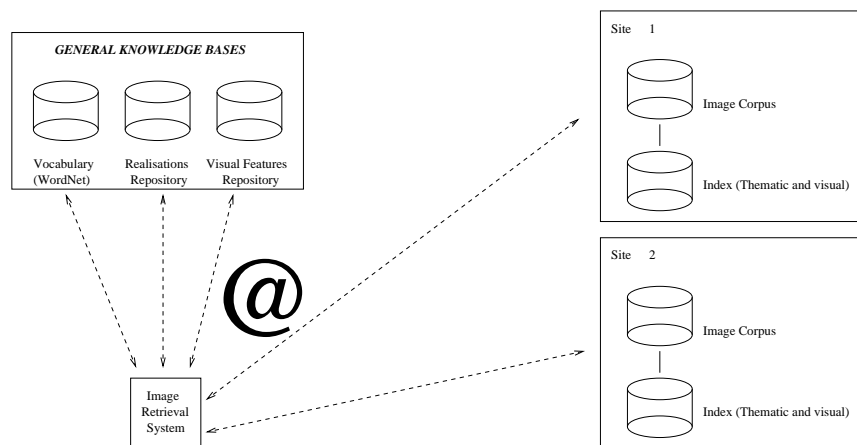 GENERAL KNOWLEDGE BASES
Vocabulary
(WordNet)
Realisations
Repository
Visual Features
Repository
@
Image
Retrieval
System
Site 1
Image Corpus
Index (Thematic and visual)
Site 2
Image Corpus
Index (Thematic and visual)